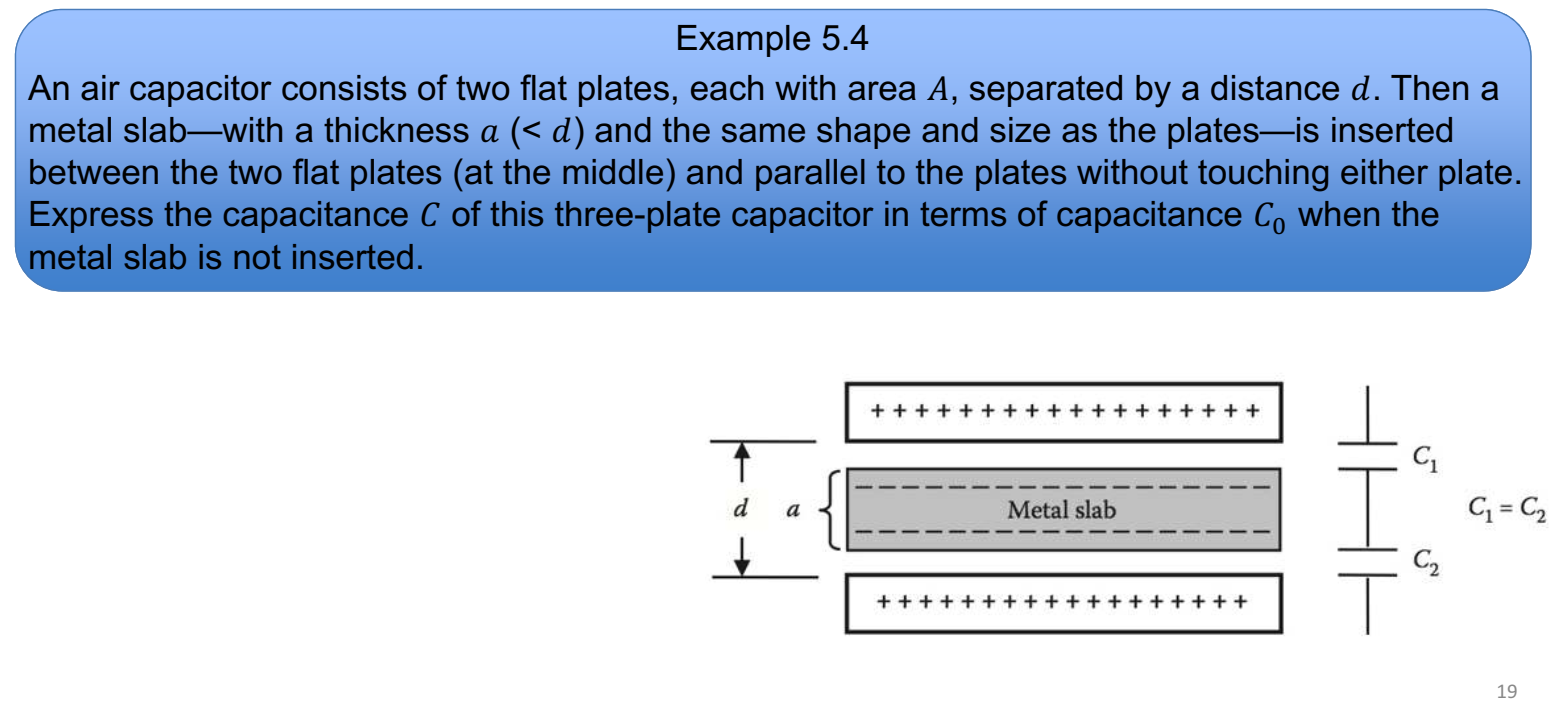 Example 5.4
An air capacitor consists of two flat plates, each with area A, separated by a distance d. Then a
metal slab—with a thickness a (< d) and the same shape and size as the plates—is inserted
between the two flat plates (at the middle) and parallel to the plates without touching either plate.
Express the capacitance C of this three-plate capacitor in terms of capacitance C₀ when the
metal slab is not inserted.
+ + + + + + + + + + + + + + + + + +
C₁
d
a
Metal slab
C₁ = C₂
C₂
+ + + + + + + + + + + + + + + + + +
19